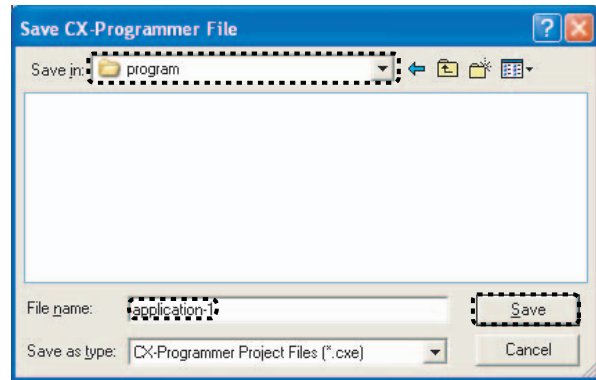 Save CX-Programmer File
Save in: program
File name: application-1 Save
Save as type: CX-Programmer Project Files (*.cxe) Cancel